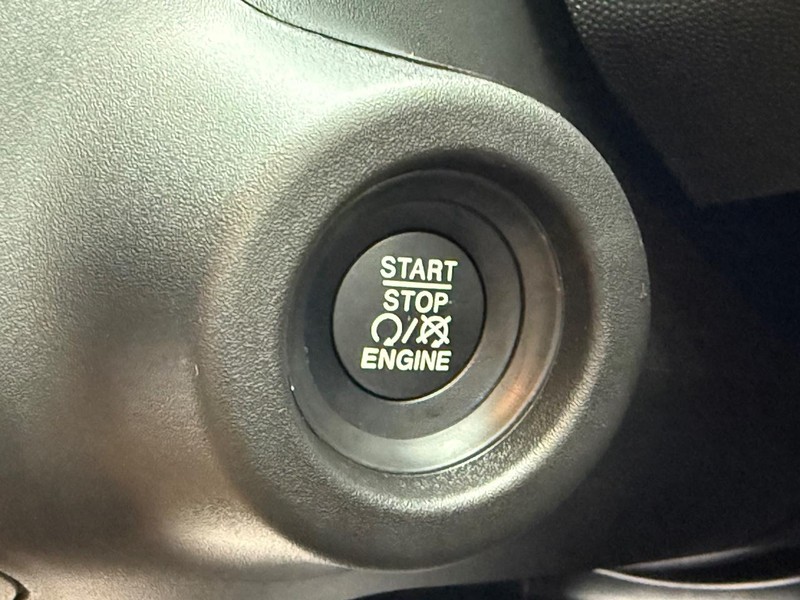 START
STOP
/
ENGINE